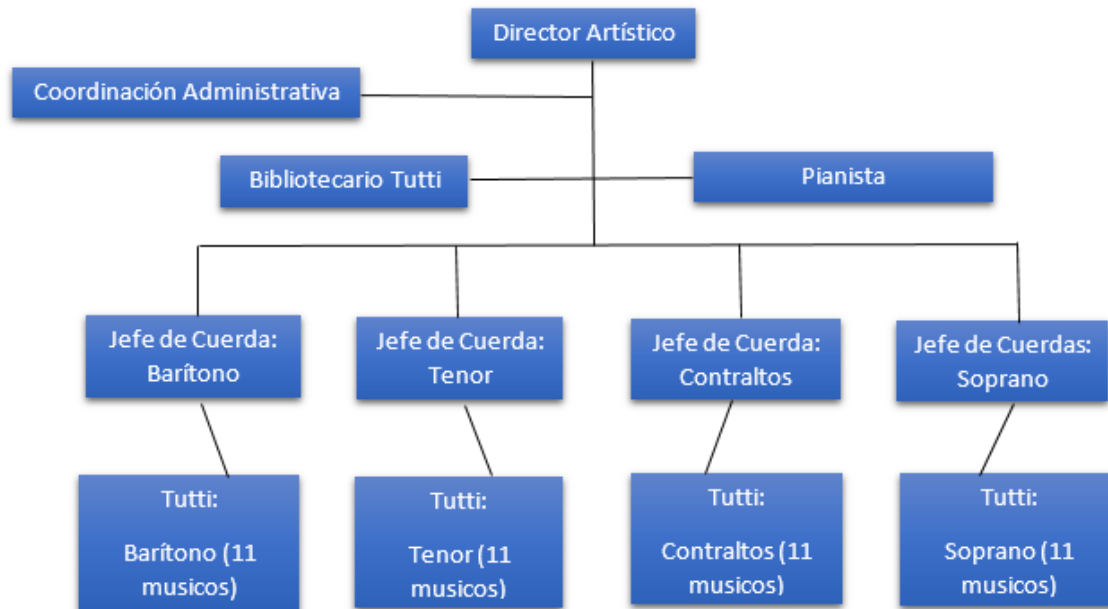 Director Artístico
Coordinación Administrativa
Bibliotecario Tutti
Pianista
Jefe de Cuerda:
Barítono
Jefe de Cuerda:
Tenor
Jefe de Cuerda:
Contraltos
Jefe de Cuerdas:
Soprano
Tutti:
Barítono (11
musicos)
Tutti:
Tenor (11
musicos)
Tutti:
Contraltos (11
musicos)
Tutti:
Soprano (11
musicos)